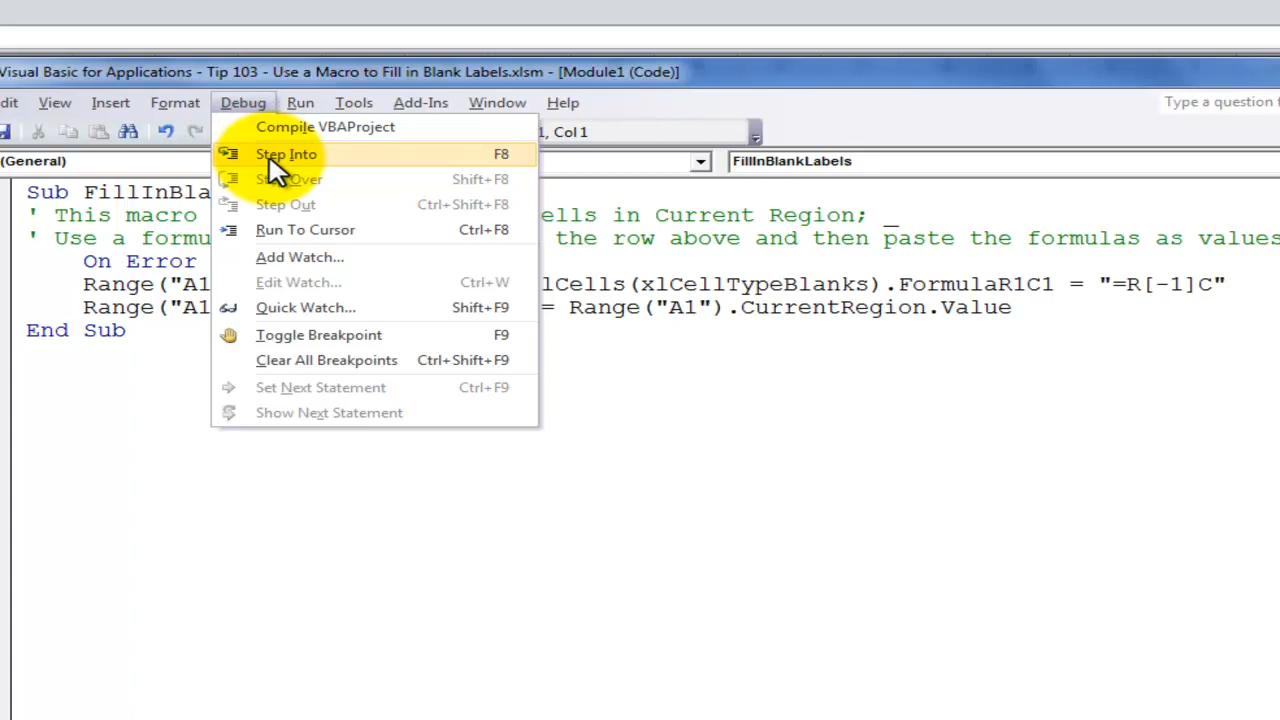 Visual Basic for Applications - Tip 103 - Use a Macro to Fill in Blank Labels.xlsm - [Module1 (Code)]
dit View Insert Format Debug Run Tools Add-Ins Window Help Type a question f
1, Col 1
(General) FillInBlankLabels
Compile VBAProject
Step Into F8
Step Over Shift+F8
Step Out Ctrl+Shift+F8
Run To Cursor Ctrl+F8
Add Watch...
Edit Watch... Ctrl+W
Quick Watch... Shift+F9
Toggle Breakpoint F9
Clear All Breakpoints Ctrl+Shift+F9
Set Next Statement Ctrl+F9
Show Next Statement
Sub FillInBla
' This macro ells in Current Region; _
' Use a formu the row above and then paste the formulas as values
On Error
Range("A1 lCells(xlCellTypeBlanks).FormulaR1C1 = "=R[-1]C"
Range("A1 = Range("A1").CurrentRegion.Value
End Sub